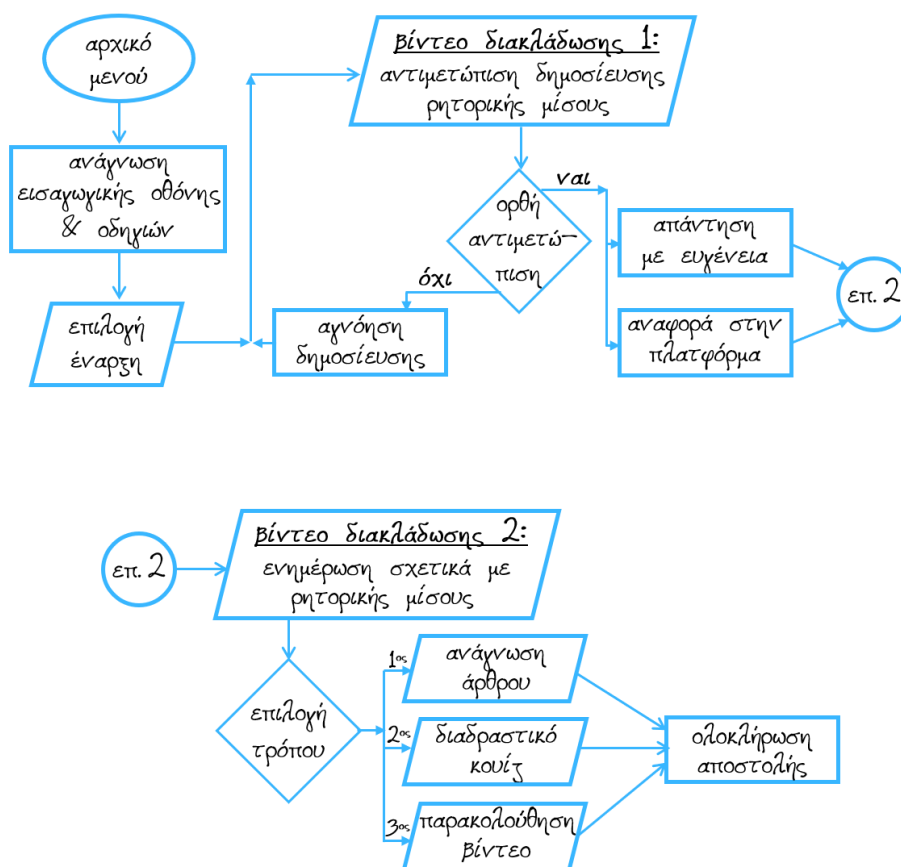 αρχικό
μενού
ανάγνωση
εισαγωγικής οθόνης
& οδηγιών
επιλογή
έναρξη
βίντεο διακλάδωσης 1:
αντιμετώπιση δημοσίευσης
ρητορικής μίσους
ορθή
αντιμετώ-
πιση
ναι
όχι
αγνόηση
δημοσίευσης
απάντηση
με ευγένεια
αναφορά στην
πλατφόρμα
επ. 2
επ. 2
βίντεο διακλάδωσης 2:
ενημέρωση σχετικά με
ρητορικής μίσους
επιλογή
τρόπου
1ος
ανάγνωση
άρθρου
2ος
διαδραστικό
κουίζ
3ος
παρακολούθηση
βίντεο
ολοκλήρωση
αποστολής